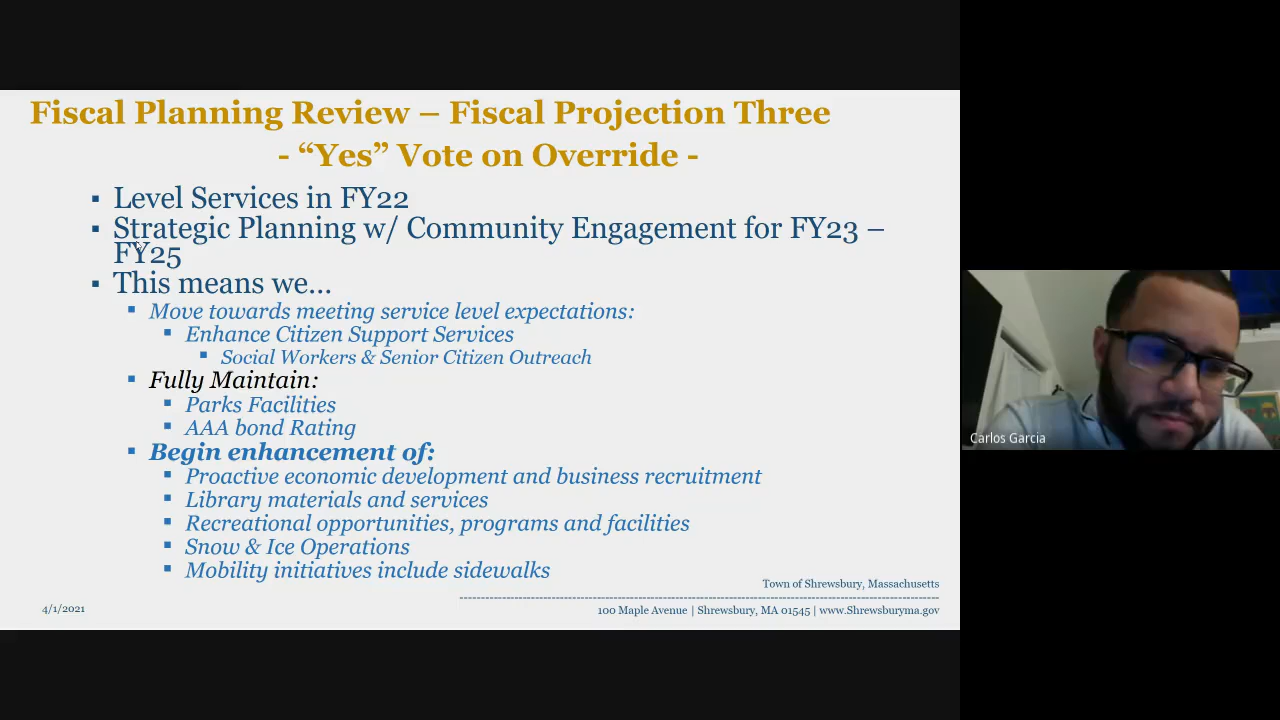 Fiscal Planning Review – Fiscal Projection Three
- “Yes” Vote on Override -
▪ Level Services in FY22
▪ Strategic Planning w/ Community Engagement for FY23 –
FY25
▪ This means we…
▪ Move towards meeting service level expectations:
▪ Enhance Citizen Support Services
▪ Social Workers & Senior Citizen Outreach
▪ Fully Maintain:
▪ Parks Facilities
▪ AAA bond Rating
▪ Begin enhancement of:
▪ Proactive economic development and business recruitment
▪ Library materials and services
▪ Recreational opportunities, programs and facilities
▪ Snow & Ice Operations
▪ Mobility initiatives include sidewalks
Town of Shrewsbury, Massachusetts
4/1/2021
100 Maple Avenue | Shrewsbury, MA 01545 | www.Shrewsburyma.gov
Carlos Garcia